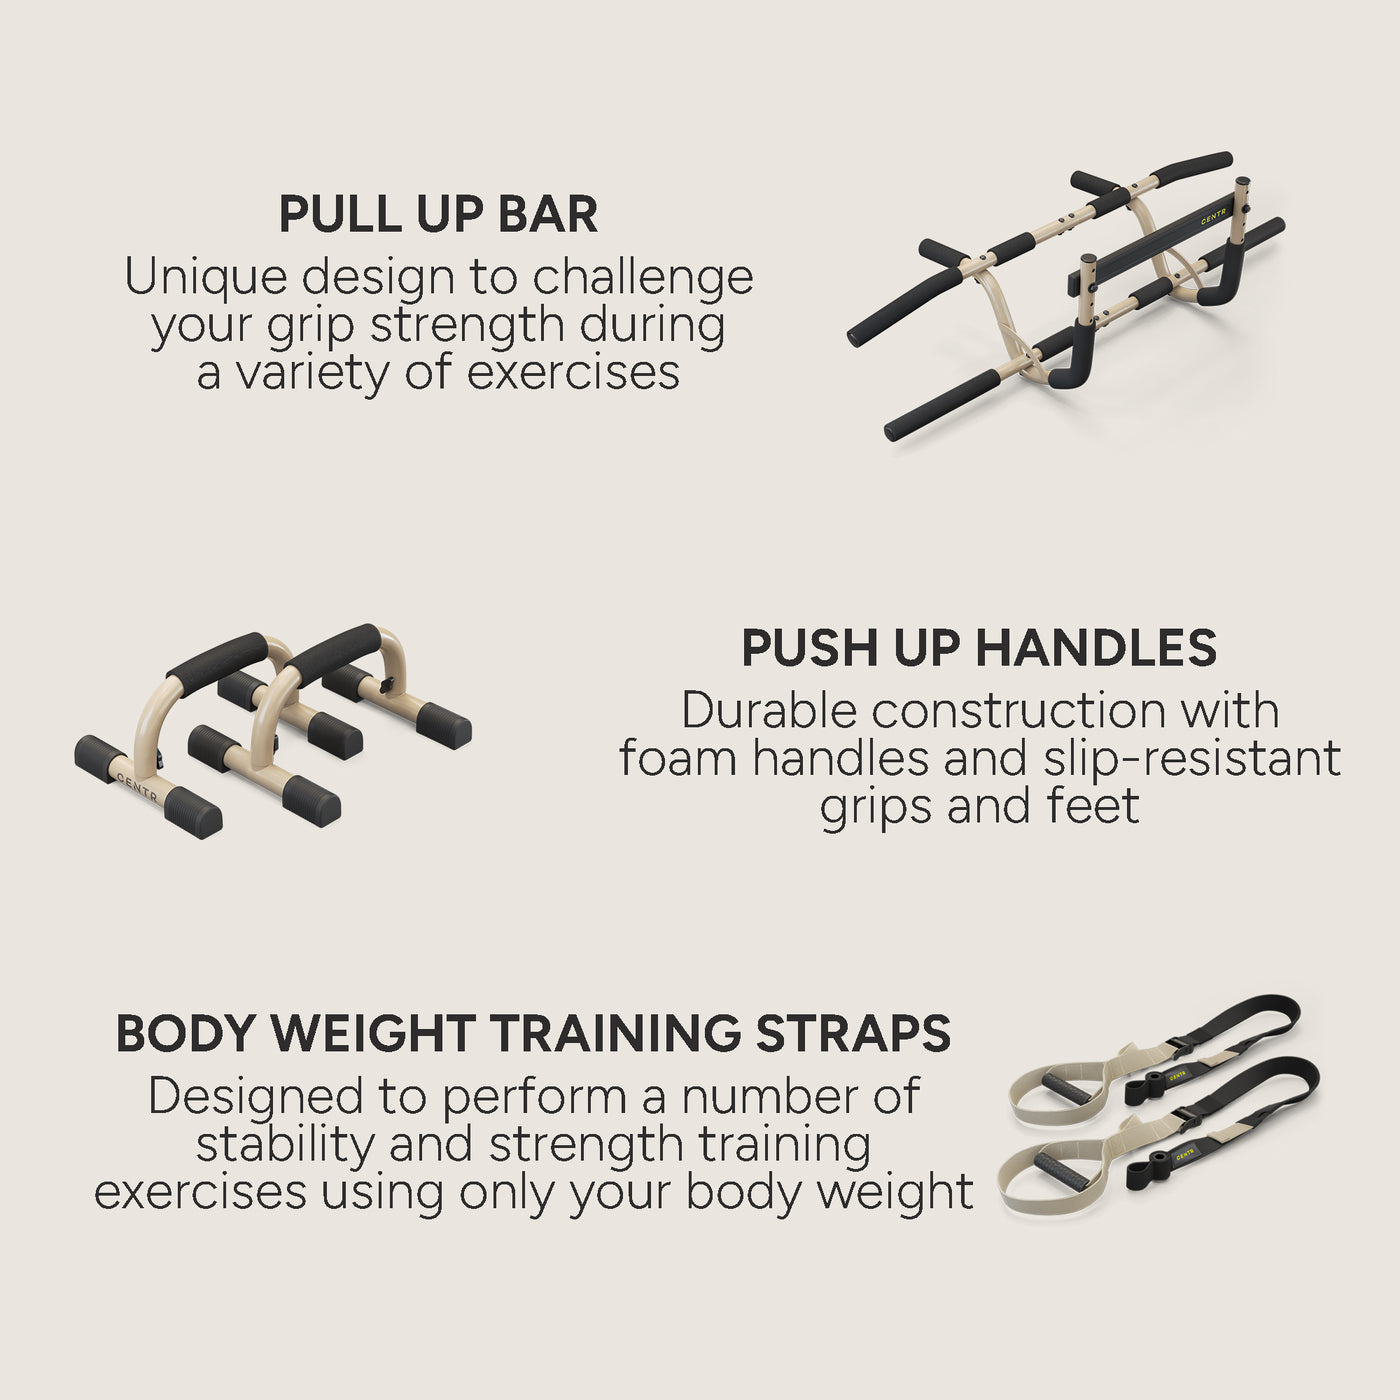 PULL UP BAR
Unique design to challenge
your grip strength during
a variety of exercises
CENTR
PUSH UP HANDLES
Durable construction with
foam handles and slip-resistant
grips and feet
CENTR
BODY WEIGHT TRAINING STRAPS
Designed to perform a number of
stability and strength training
exercises using only your body weight
CENTR
CENTR